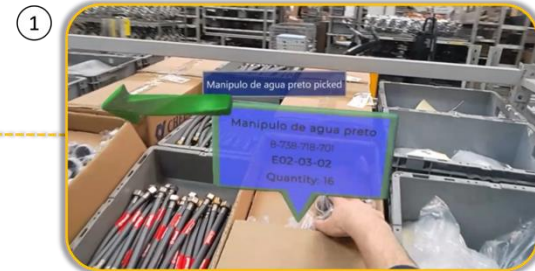 1
Manipulo de agua preto picked
Manipulo de agua preto
8-738-718-701
E02-03-02
Quantity: 16